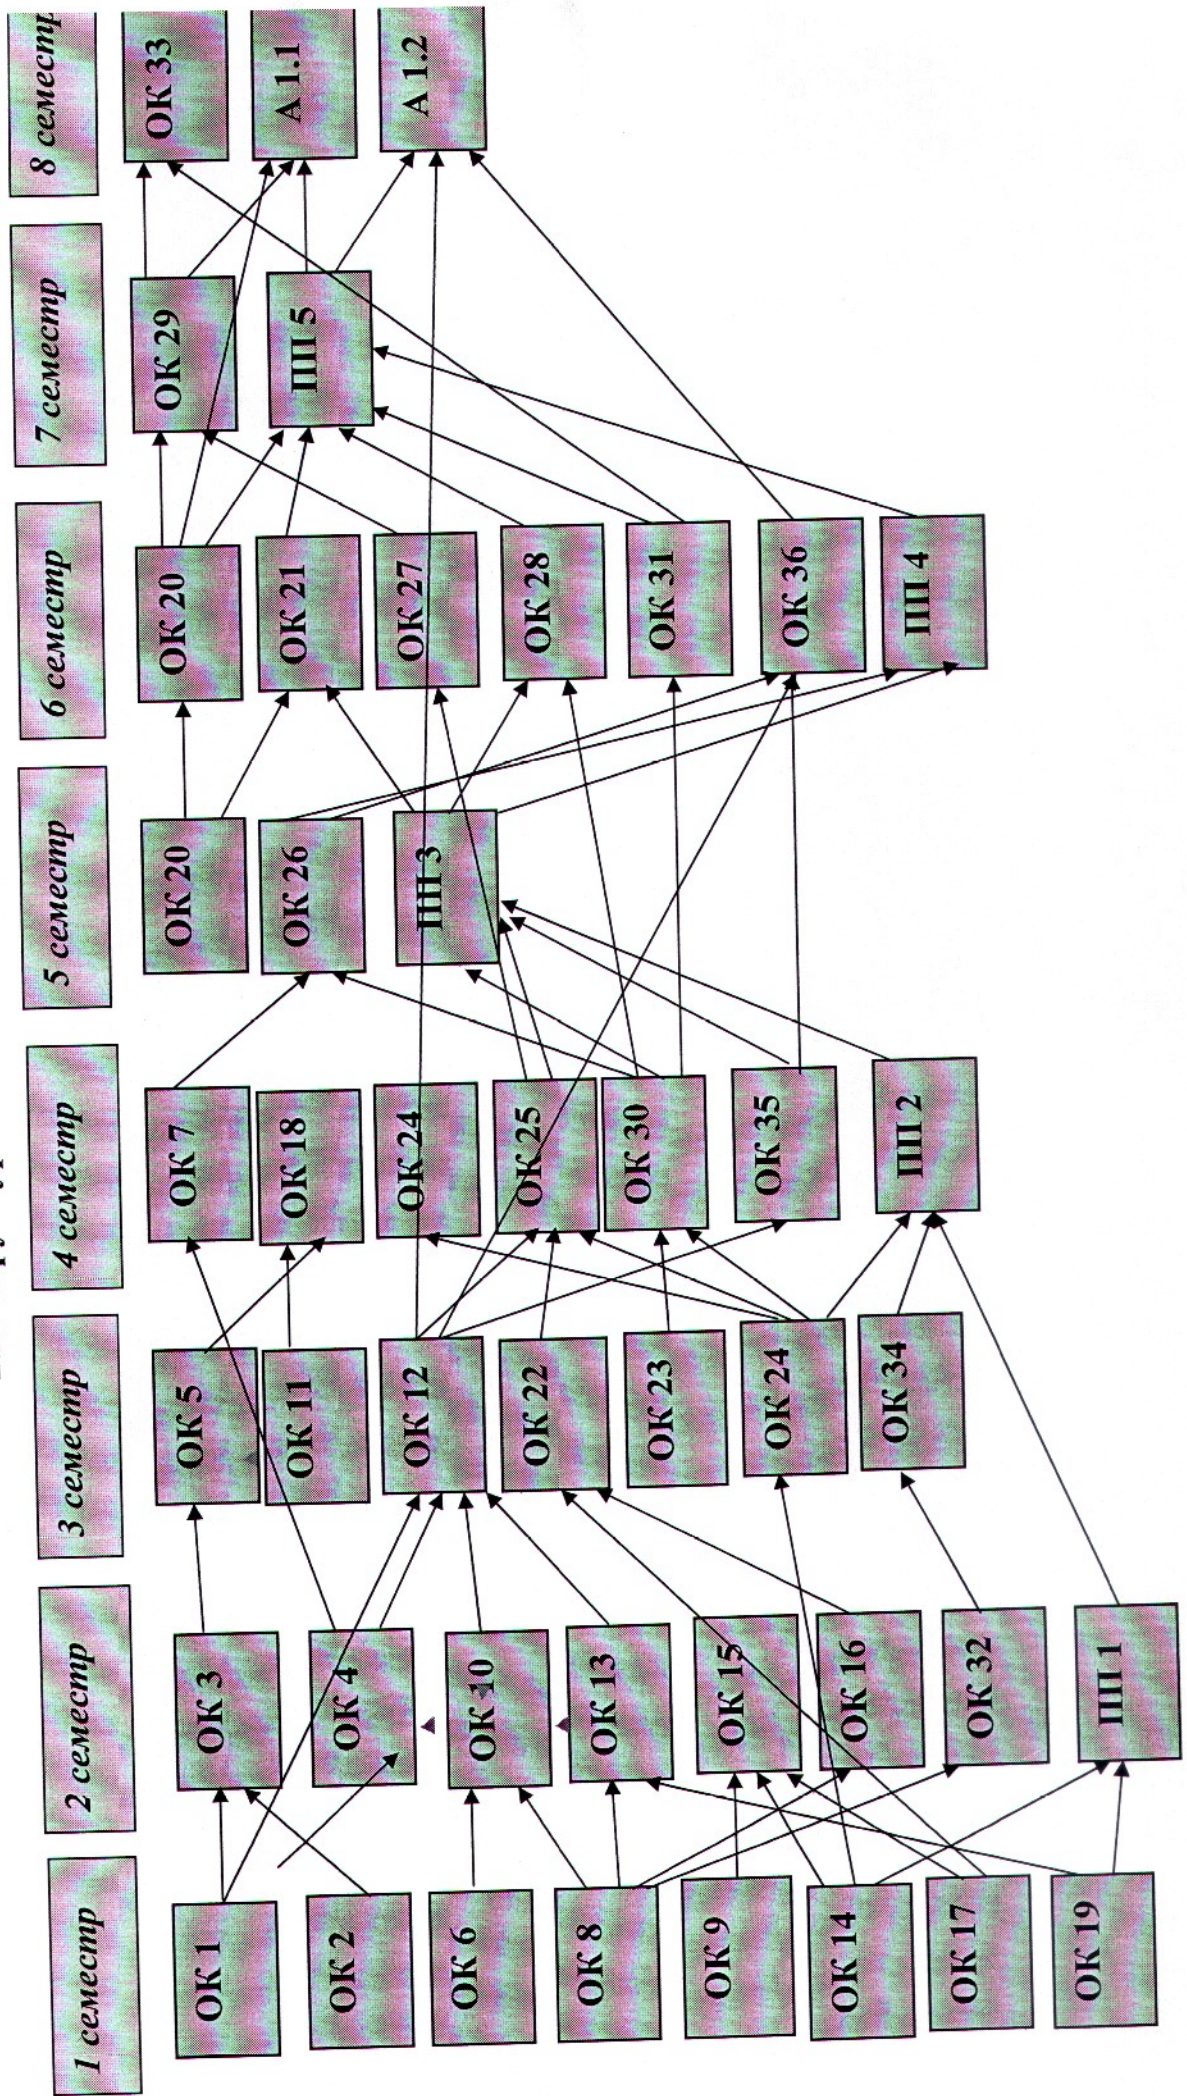 1 семестр
2 семестр
3 семестр
4 семестр
5 семестр
6 семестр
7 семестр
8 семестр
ОК 1
ОК 2
ОК 6
ОК 8
ОК 9
ОК 14
ОК 17
ОК 19
ОК 3
ОК 4
ОК 10
ОК 13
ОК 15
ОК 16
ОК 32
ПП 1
ОК 5
ОК 11
ОК 12
ОК 22
ОК 23
ОК 24
ОК 34
ОК 7
ОК 18
ОК 24
ОК 25
ОК 30
ОК 35
ПП 2
ОК 20
ОК 26
ПП 3
ОК 20
ОК 21
ОК 27
ОК 28
ОК 31
ОК 36
ПП 4
ОК 29
ПП 5
ОК 33
А 1.1
А 1.2